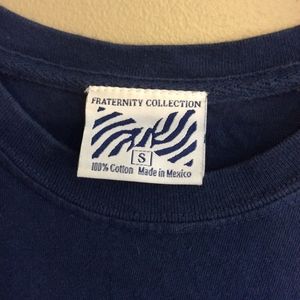 FRATERNITY COLLECTION
S
100% Cotton Made in Mexico